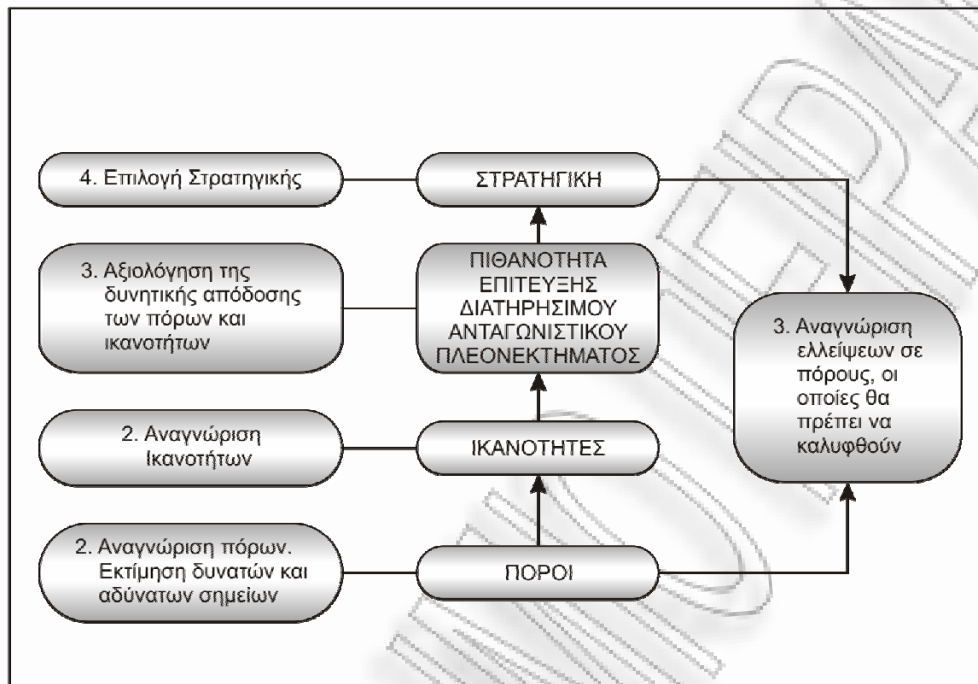 4. Επιλογή Στρατηγικής
ΣΤΡΑΤΗΓΙΚΗ
3. Αξιολόγηση της
δυνητικής απόδοσης
των πόρων και
ικανοτήτων
ΠΙΘΑΝΟΤΗΤΑ
ΕΠΙΤΕΥΞΗΣ
ΔΙΑΤΗΡΗΣΙΜΟΥ
ΑΝΤΑΓΩΝΙΣΤΙΚΟΥ
ΠΛΕΟΝΕΚΤΗΜΑΤΟΣ
3. Αναγνώριση
ελλείψεων σε
πόρους, οι
οποίες θα
πρέπει να
καλυφθούν
2. Αναγνώριση
Ικανοτήτων
ΙΚΑΝΟΤΗΤΕΣ
2. Αναγνώριση πόρων.
Εκτίμηση δυνατών και
αδύνατων σημείων
ΠΟΡΟΙ